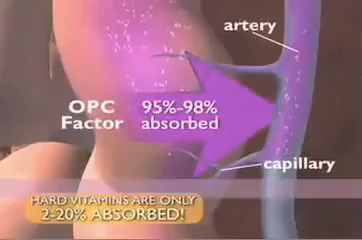 artery
OPC 95%-98%
Factor absorbed
capillary
HARD VITAMINS ARE ONLY
2-20% ABSORBED!